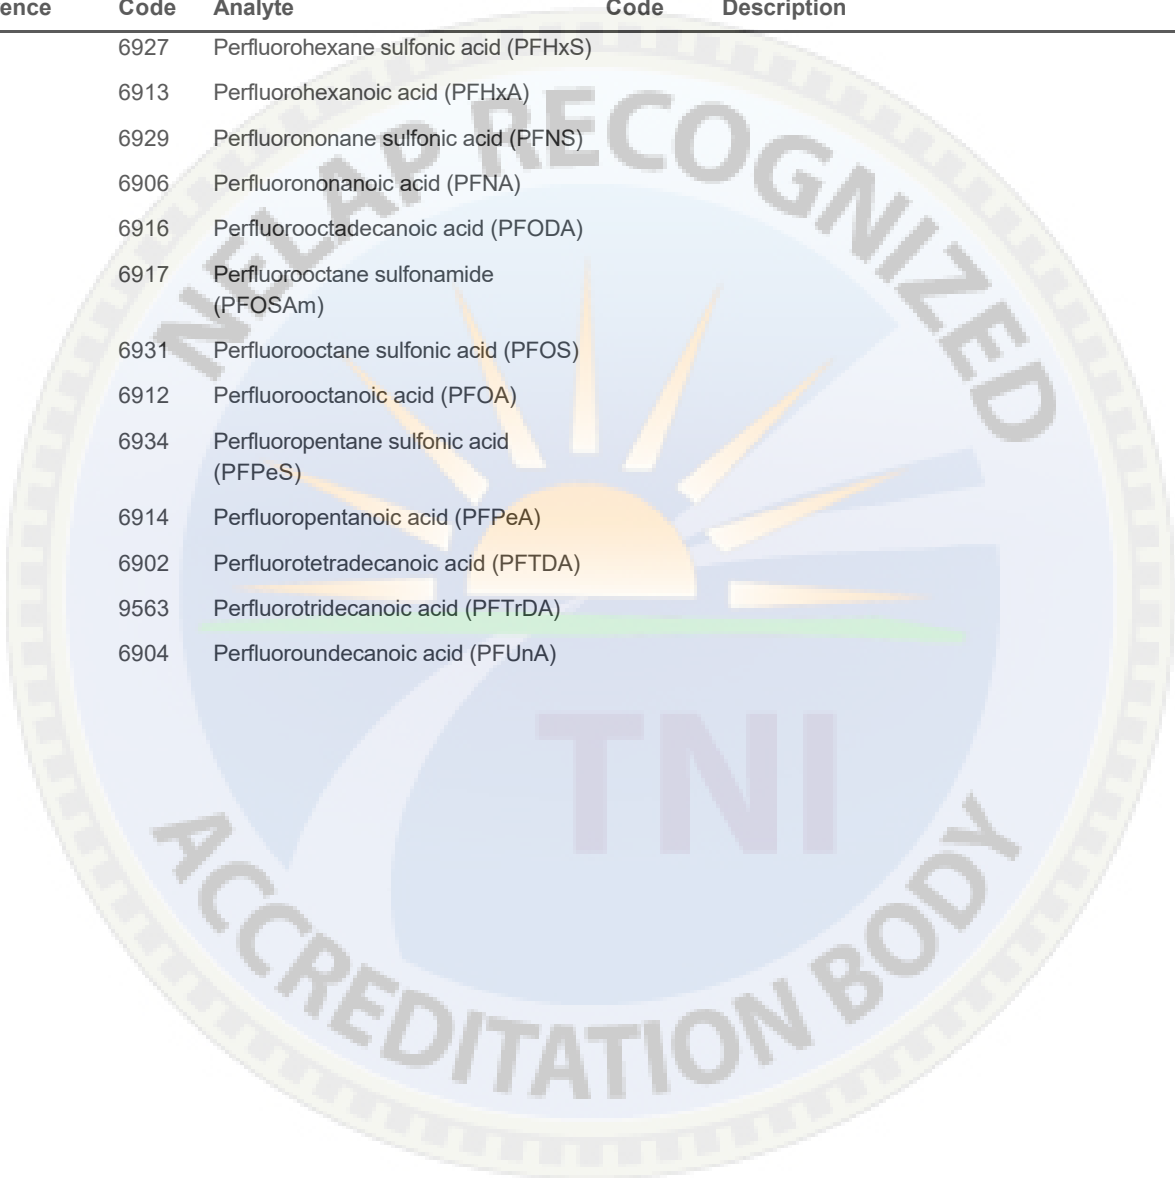 ence Code Analyte Code Description
6927 Perfluorohexane sulfonic acid (PFHxS)
6913 Perfluorohexanoic acid (PFHxA)
6929 Perfluorononane sulfonic acid (PFNS)
6906 Perfluorononanoic acid (PFNA)
6916 Perfluorooctadecanoic acid (PFODA)
6917 Perfluorooctane sulfonamide
(PFOSAm)
6931 Perfluorooctane sulfonic acid (PFOS)
6912 Perfluorooctanoic acid (PFOA)
6934 Perfluoropentane sulfonic acid
(PFPeS)
6914 Perfluoropentanoic acid (PFPeA)
6902 Perfluorotetradecanoic acid (PFTDA)
9563 Perfluorotridecanoic acid (PFTrDA)
6904 Perfluoroundecanoic acid (PFUnA)
NELAP RECOGNIZED
TNI
ACCREDITATION BODY